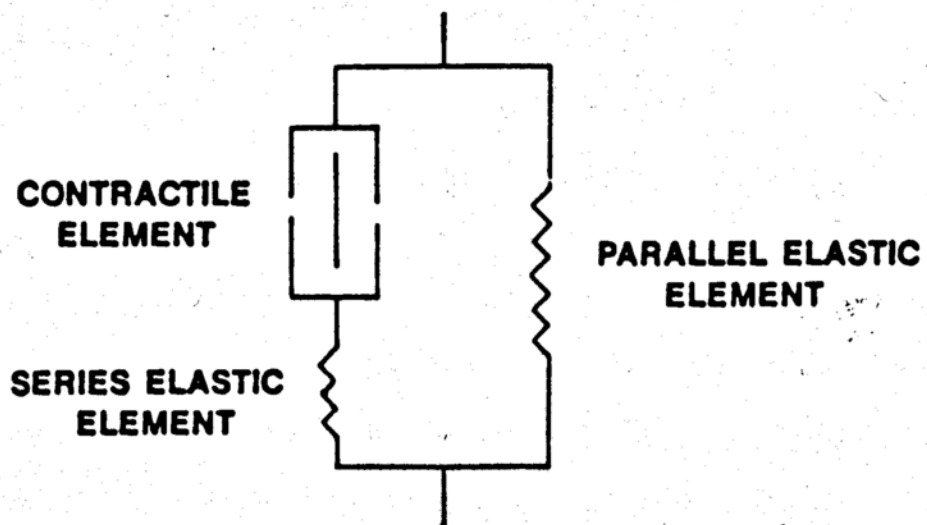 CONTRACTILE
ELEMENT
PARALLEL ELASTIC
ELEMENT
SERIES ELASTIC
ELEMENT